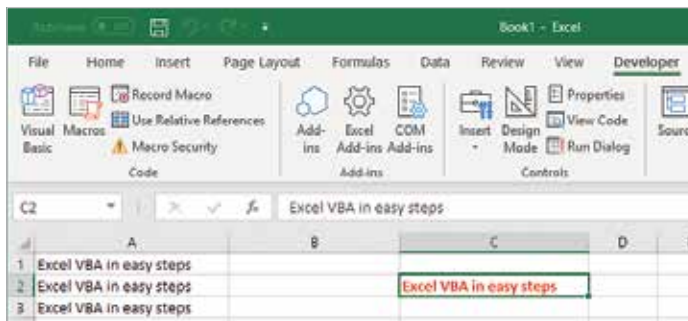 Book1 - Excel
File Home Insert Page Layout Formulas Data Review View Developer
Visual Basic
Macros
Record Macro
Use Relative References
Macro Security
Code
Add-ins
Excel Add-ins
COM Add-ins
Add-ins
Insert
Design Mode
Properties
View Code
Run Dialog
Controls
Sourc
C2 fx Excel VBA in easy steps
A B C D
1 Excel VBA in easy steps
2 Excel VBA in easy steps Excel VBA in easy steps
3 Excel VBA in easy steps